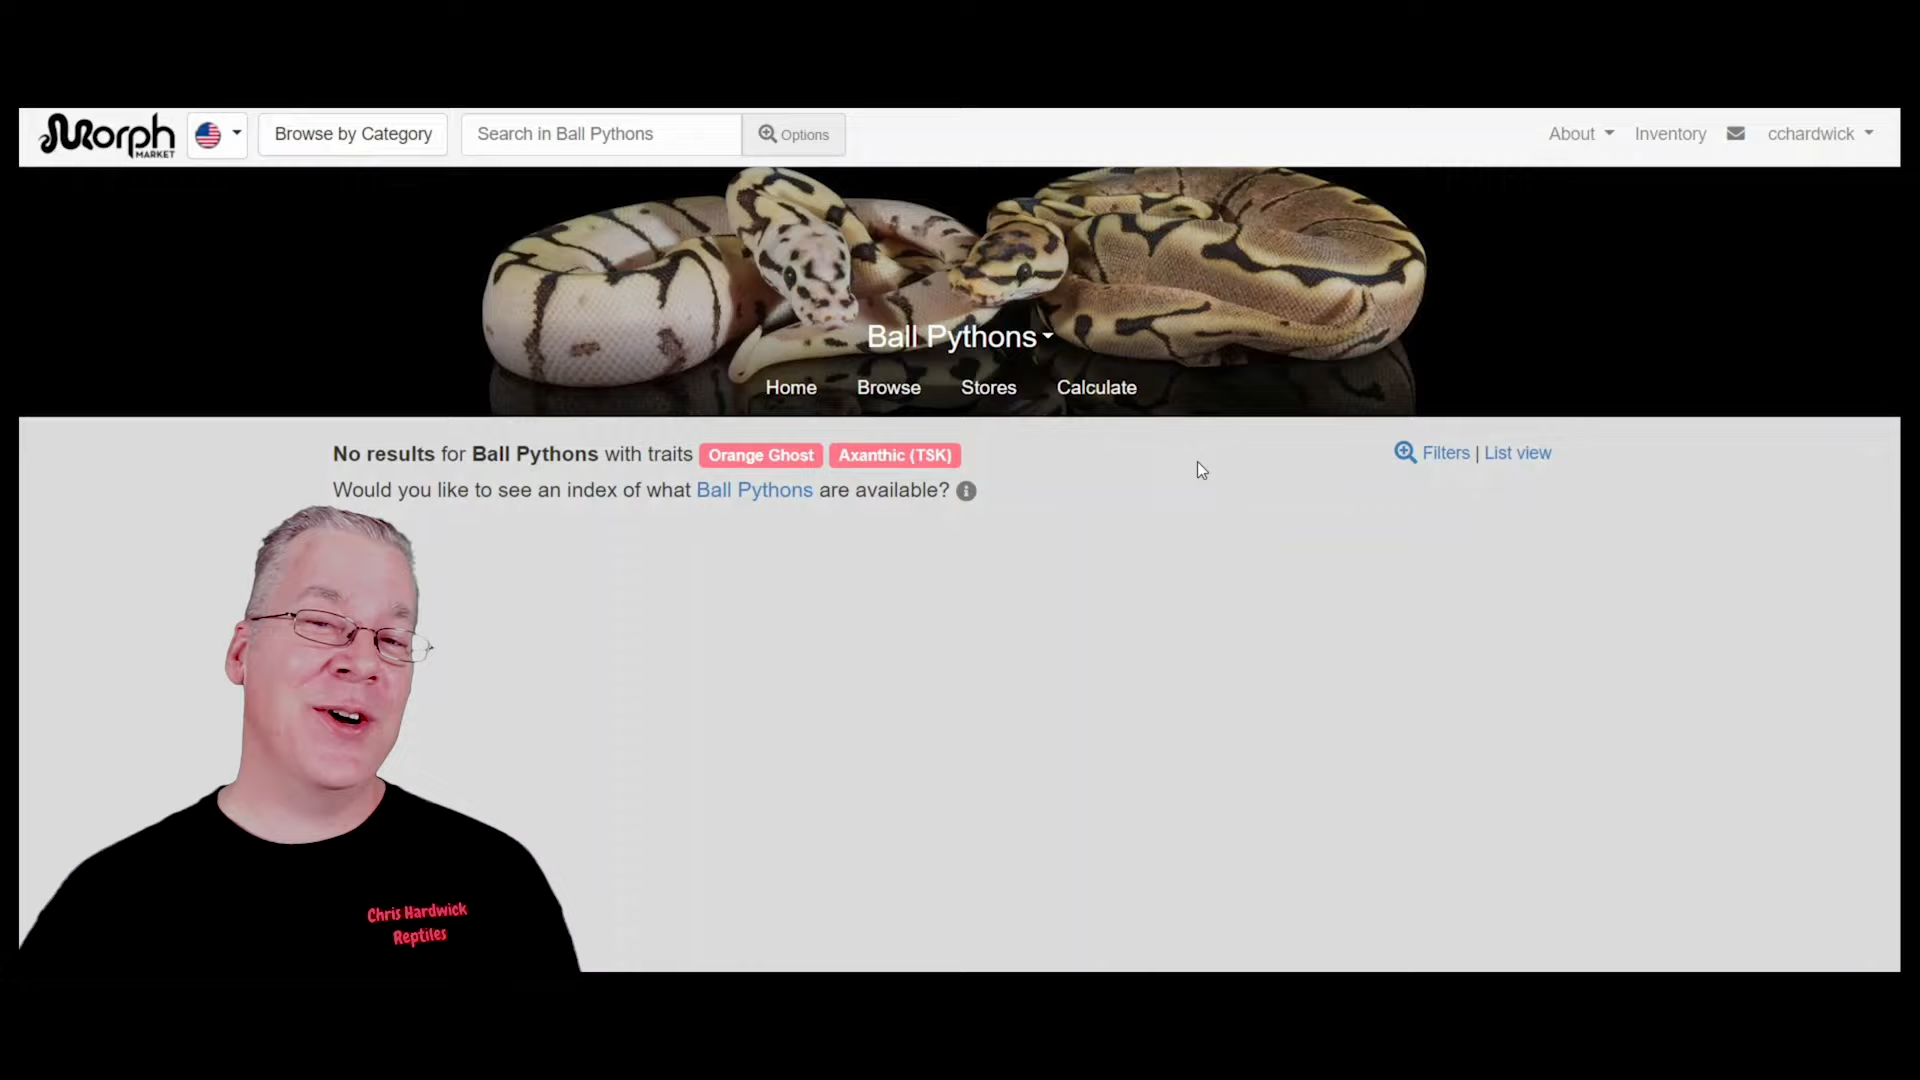 Morph MARKET
Browse by Category
Search in Ball Pythons
Options
About
Inventory
cchardwick
Ball Pythons
Home
Browse
Stores
Calculate
No results for Ball Pythons with traits Orange Ghost Axanthic (TSK)
Filters | List view
Would you like to see an index of what Ball Pythons are available?
Chris Hardwick
Reptiles